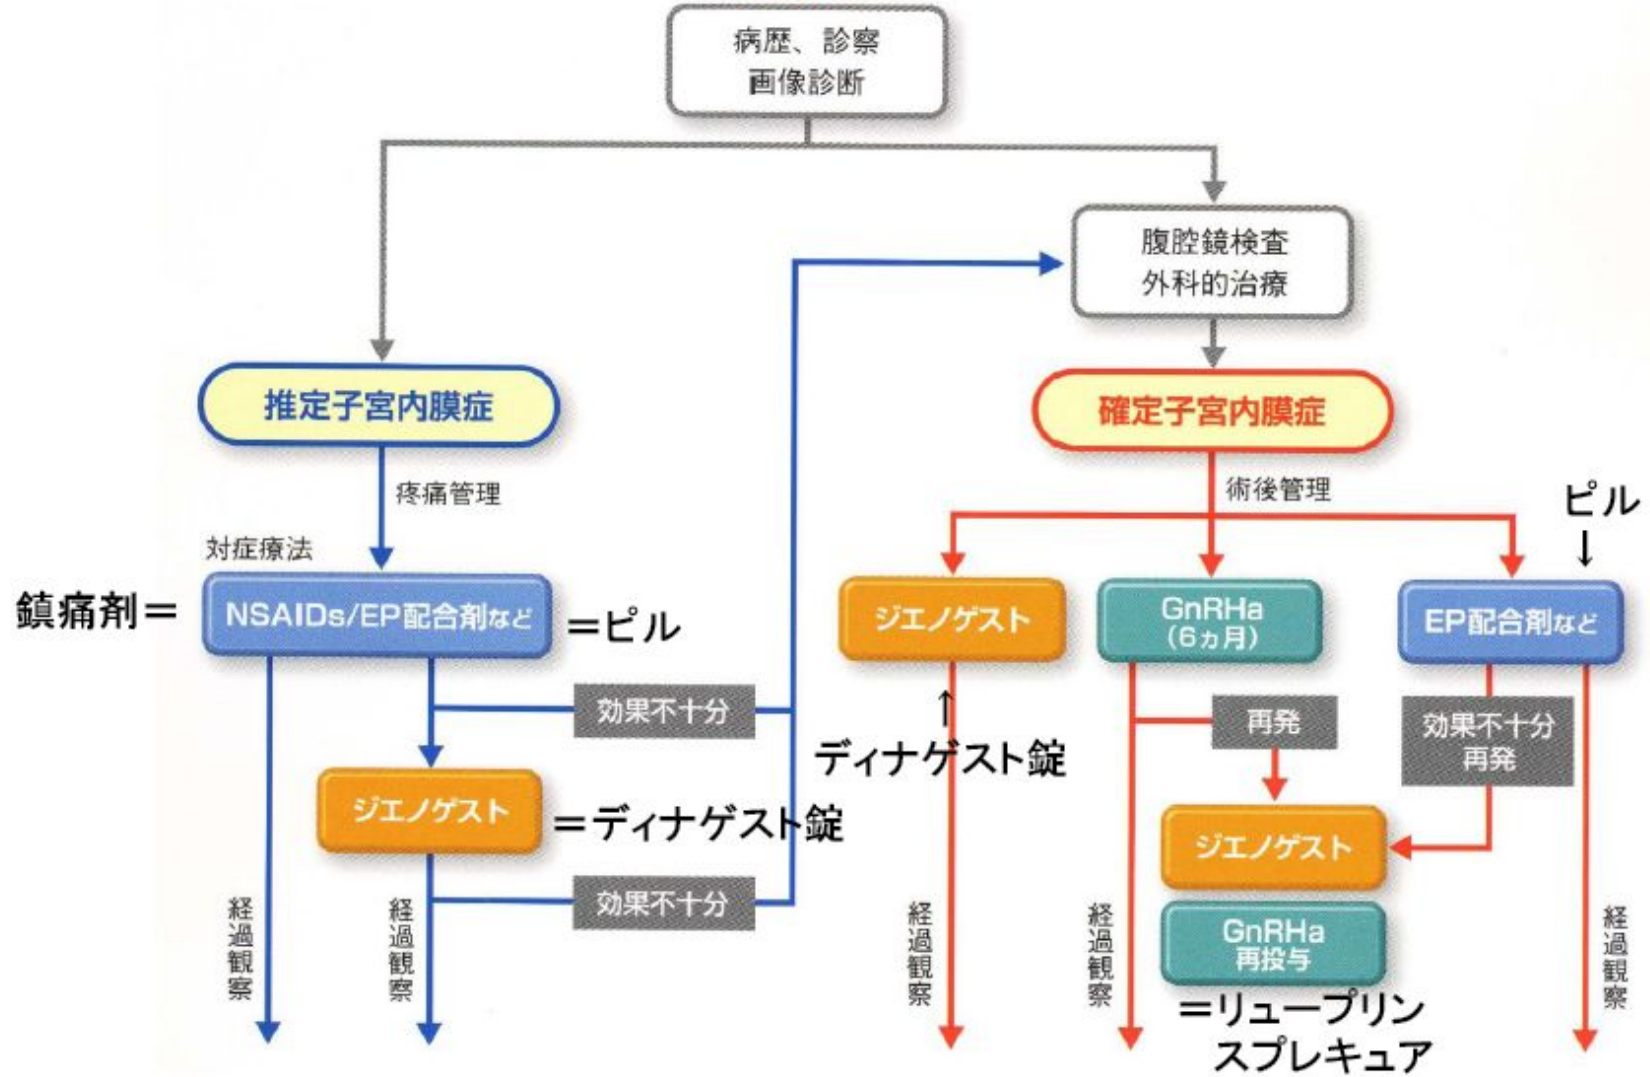 病歴、診察
画像診断
腹腔鏡検査
外科的治療
推定子宮内膜症
確定子宮内膜症
疼痛管理
術後管理
ピル
↓
対症療法
鎮痛剤＝
NSAIDs/EP配合剤など
＝ピル
ジエノゲスト
GnRHa
(6ヵ月)
EP配合剤など
効果不十分
↑
ディナゲスト錠
再発
効果不十分
再発
ジエノゲスト
＝ディナゲスト錠
ジエノゲスト
効果不十分
GnRHa
再投与
経過観察
経過観察
経過観察
経過観察
経過観察
＝リュープリン
スプレキュア